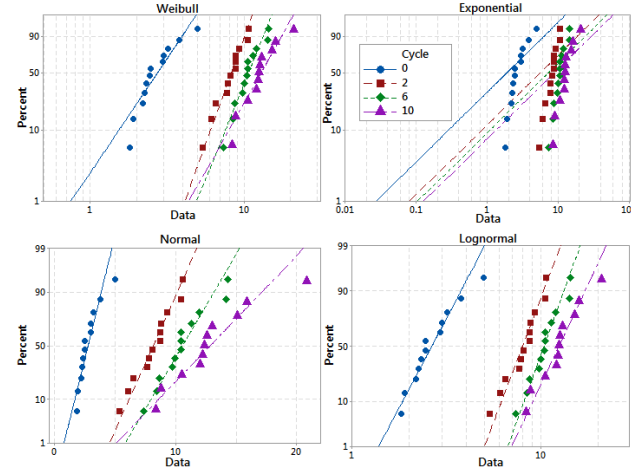 Weibull
Percent
90
50
10
1
1
10
Data
Exponential
Percent
90
50
10
1
0.01
0.1
1
10
100
Data
Cycle
0
2
6
10
Normal
Percent
99
90
50
10
1
0
10
20
Data
Lognormal
Percent
99
90
50
10
1
1
10
Data